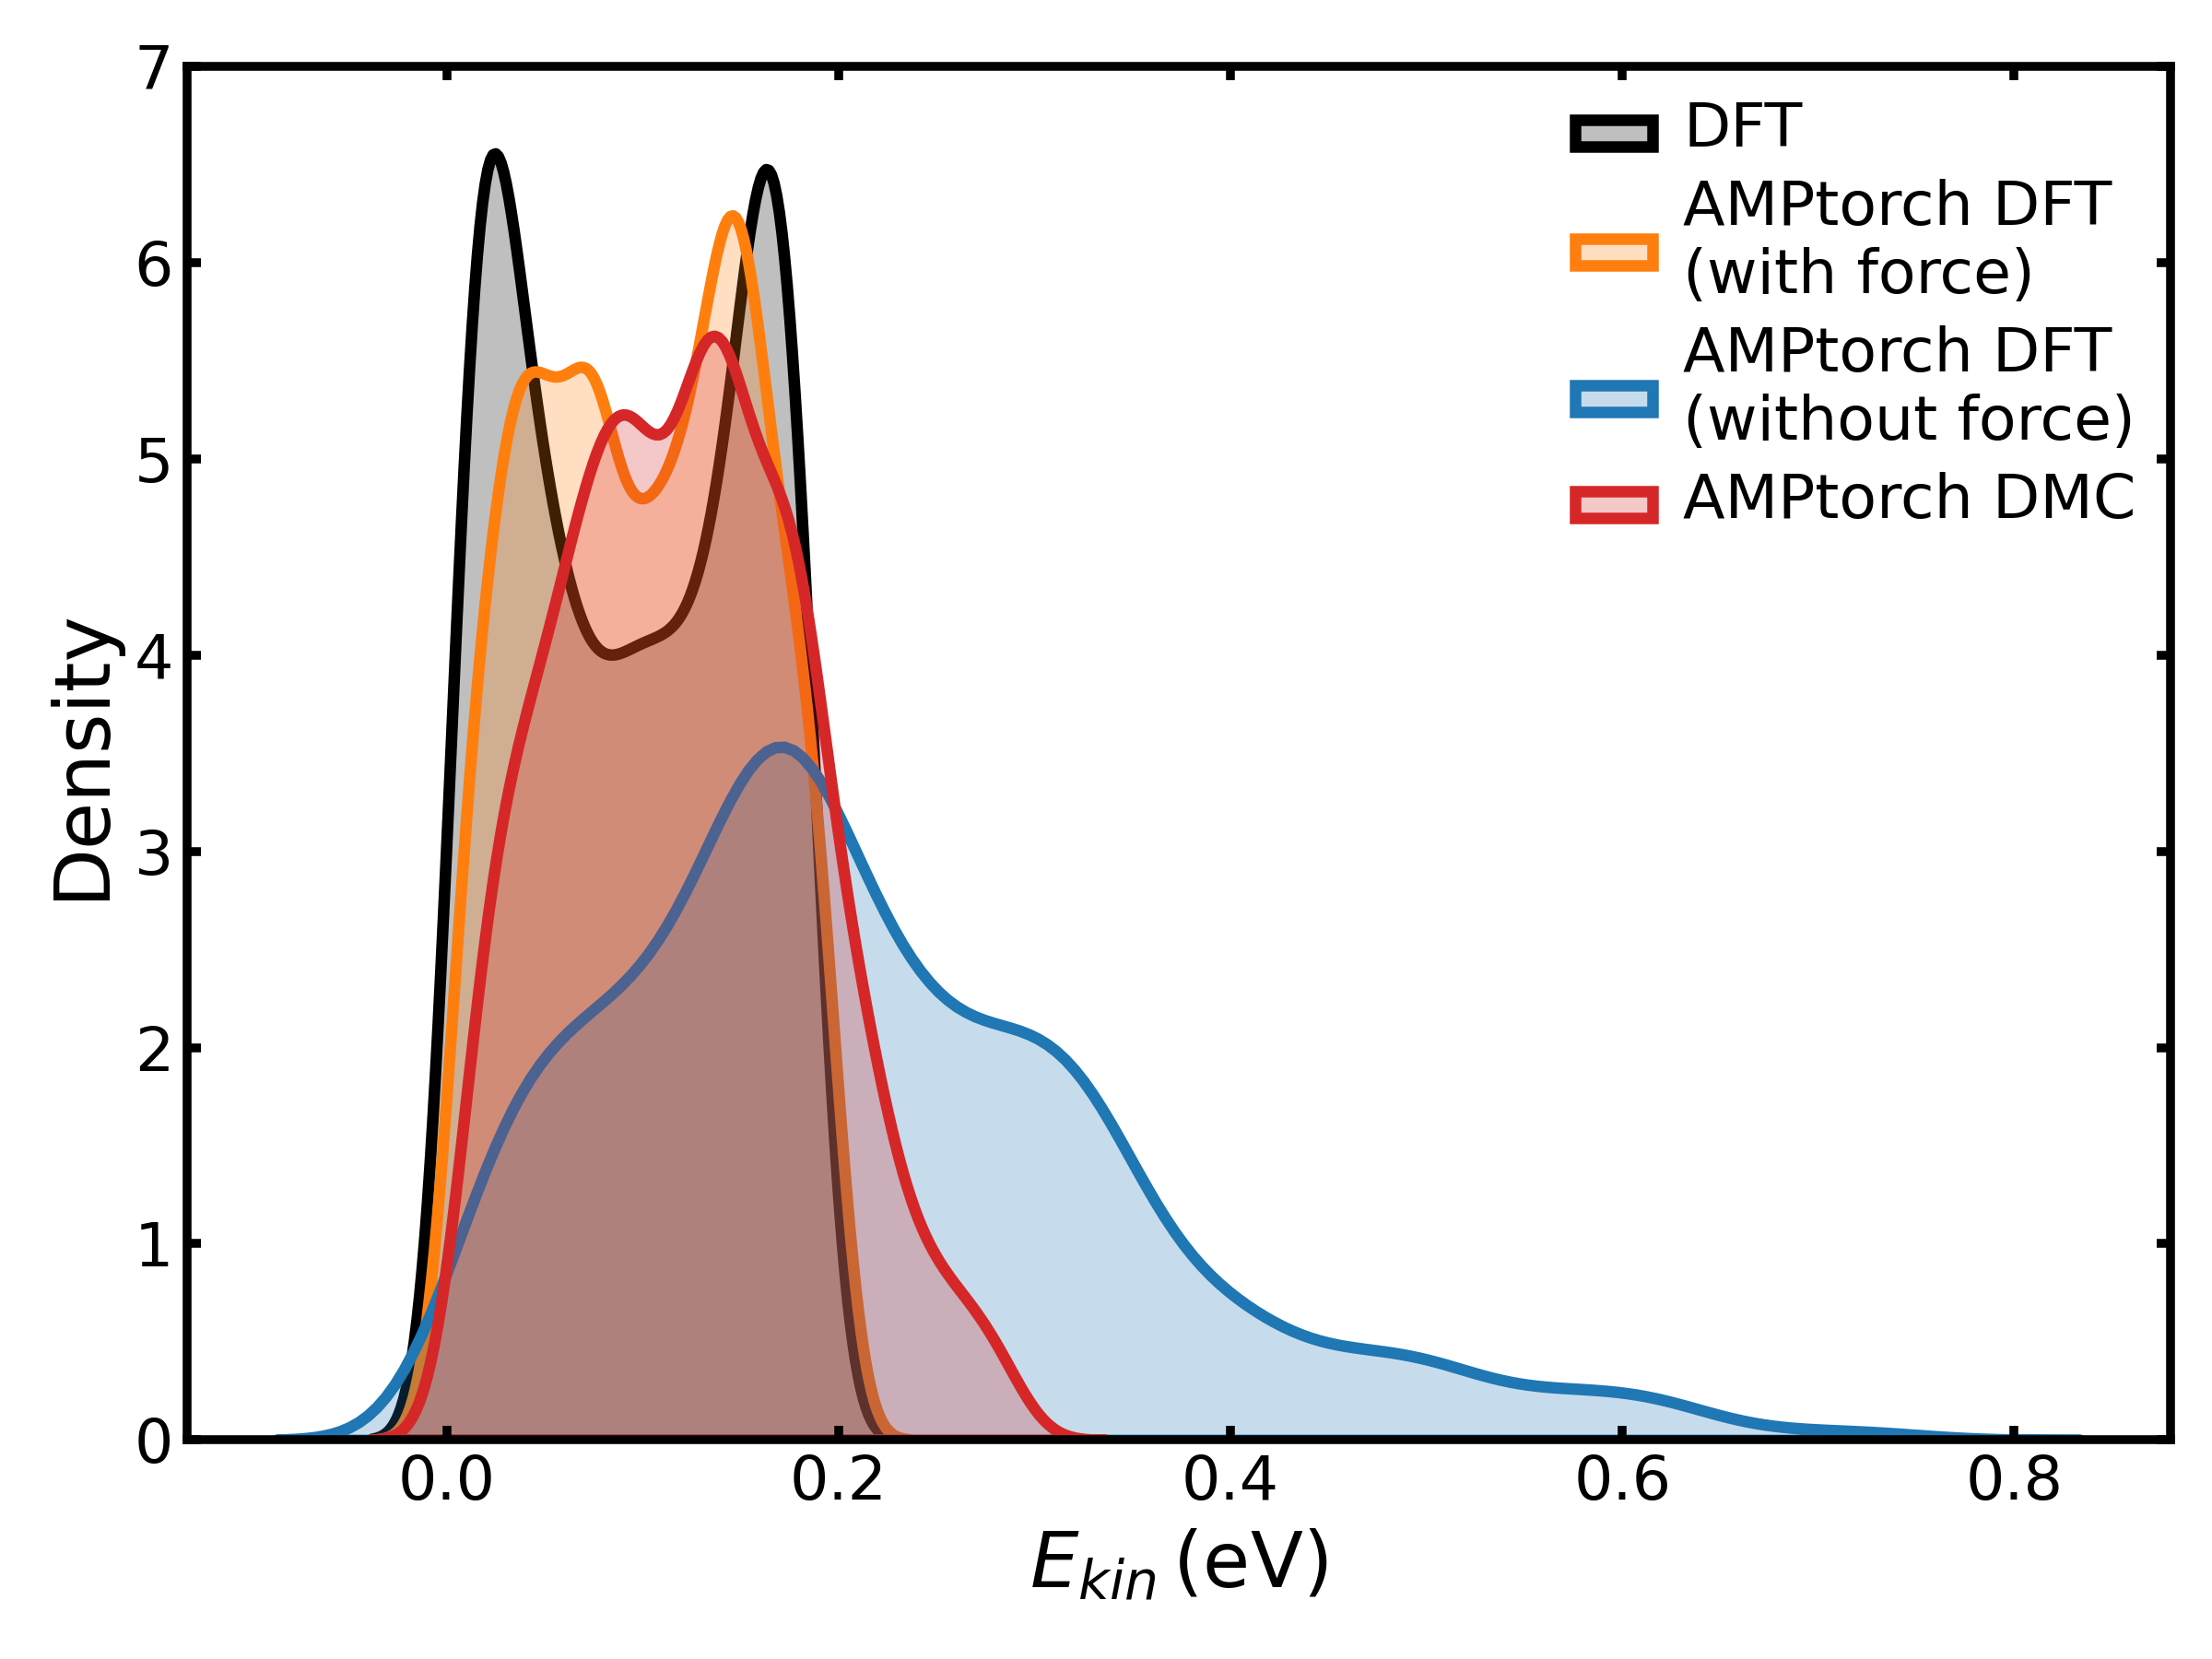 7
6
5
4
3
2
1
0
Density
0.0
0.2
0.4
0.6
0.8
E_kin (eV)
DFT
AMPtorch DFT
(with force)
AMPtorch DFT
(without force)
AMPtorch DMC